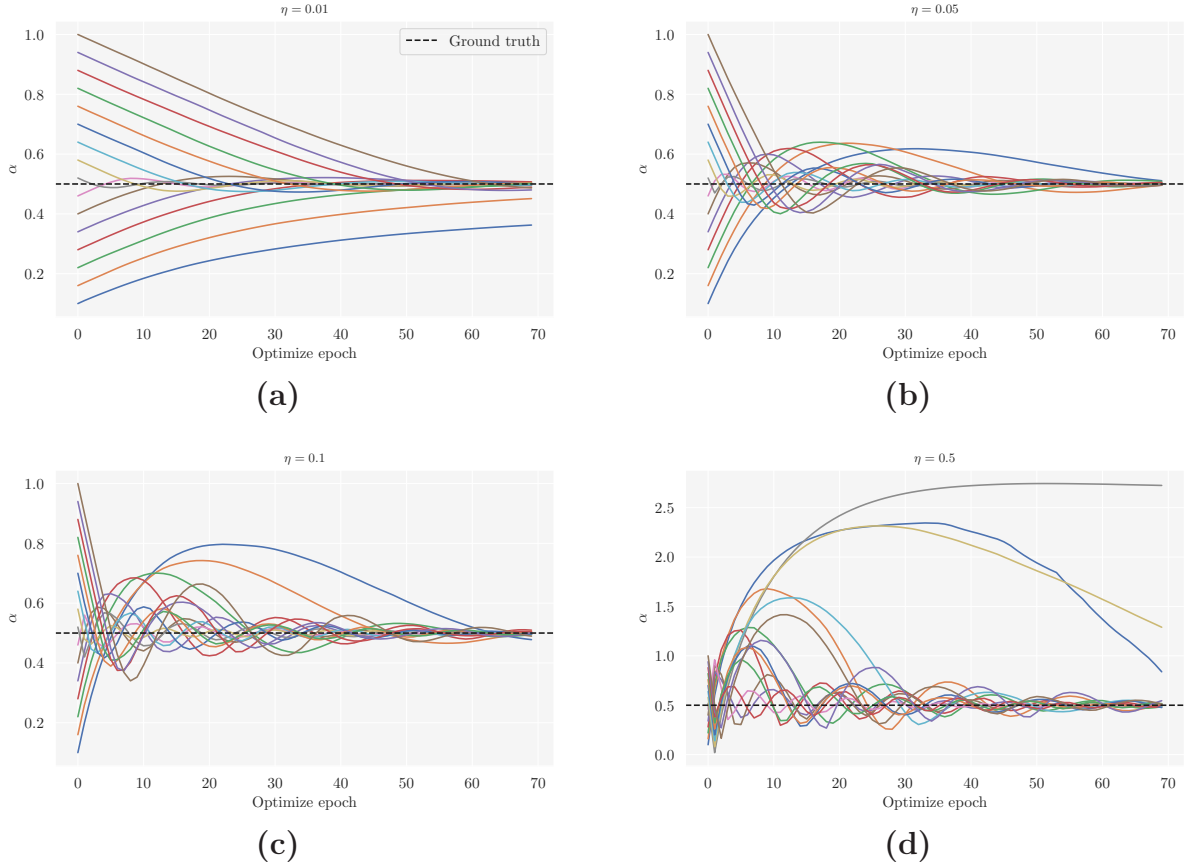 η = 0.01
1.0
0.8
0.6
0.4
0.2
α
Ground truth
0 10 20 30 40 50 60 70
Optimize epoch
(a)
η = 0.05
1.0
0.8
0.6
0.4
0.2
α
0 10 20 30 40 50 60 70
Optimize epoch
(b)
η = 0.1
1.0
0.8
0.6
0.4
0.2
α
0 10 20 30 40 50 60 70
Optimize epoch
(c)
η = 0.5
2.5
2.0
1.5
1.0
0.5
0.0
α
0 10 20 30 40 50 60 70
Optimize epoch
(d)